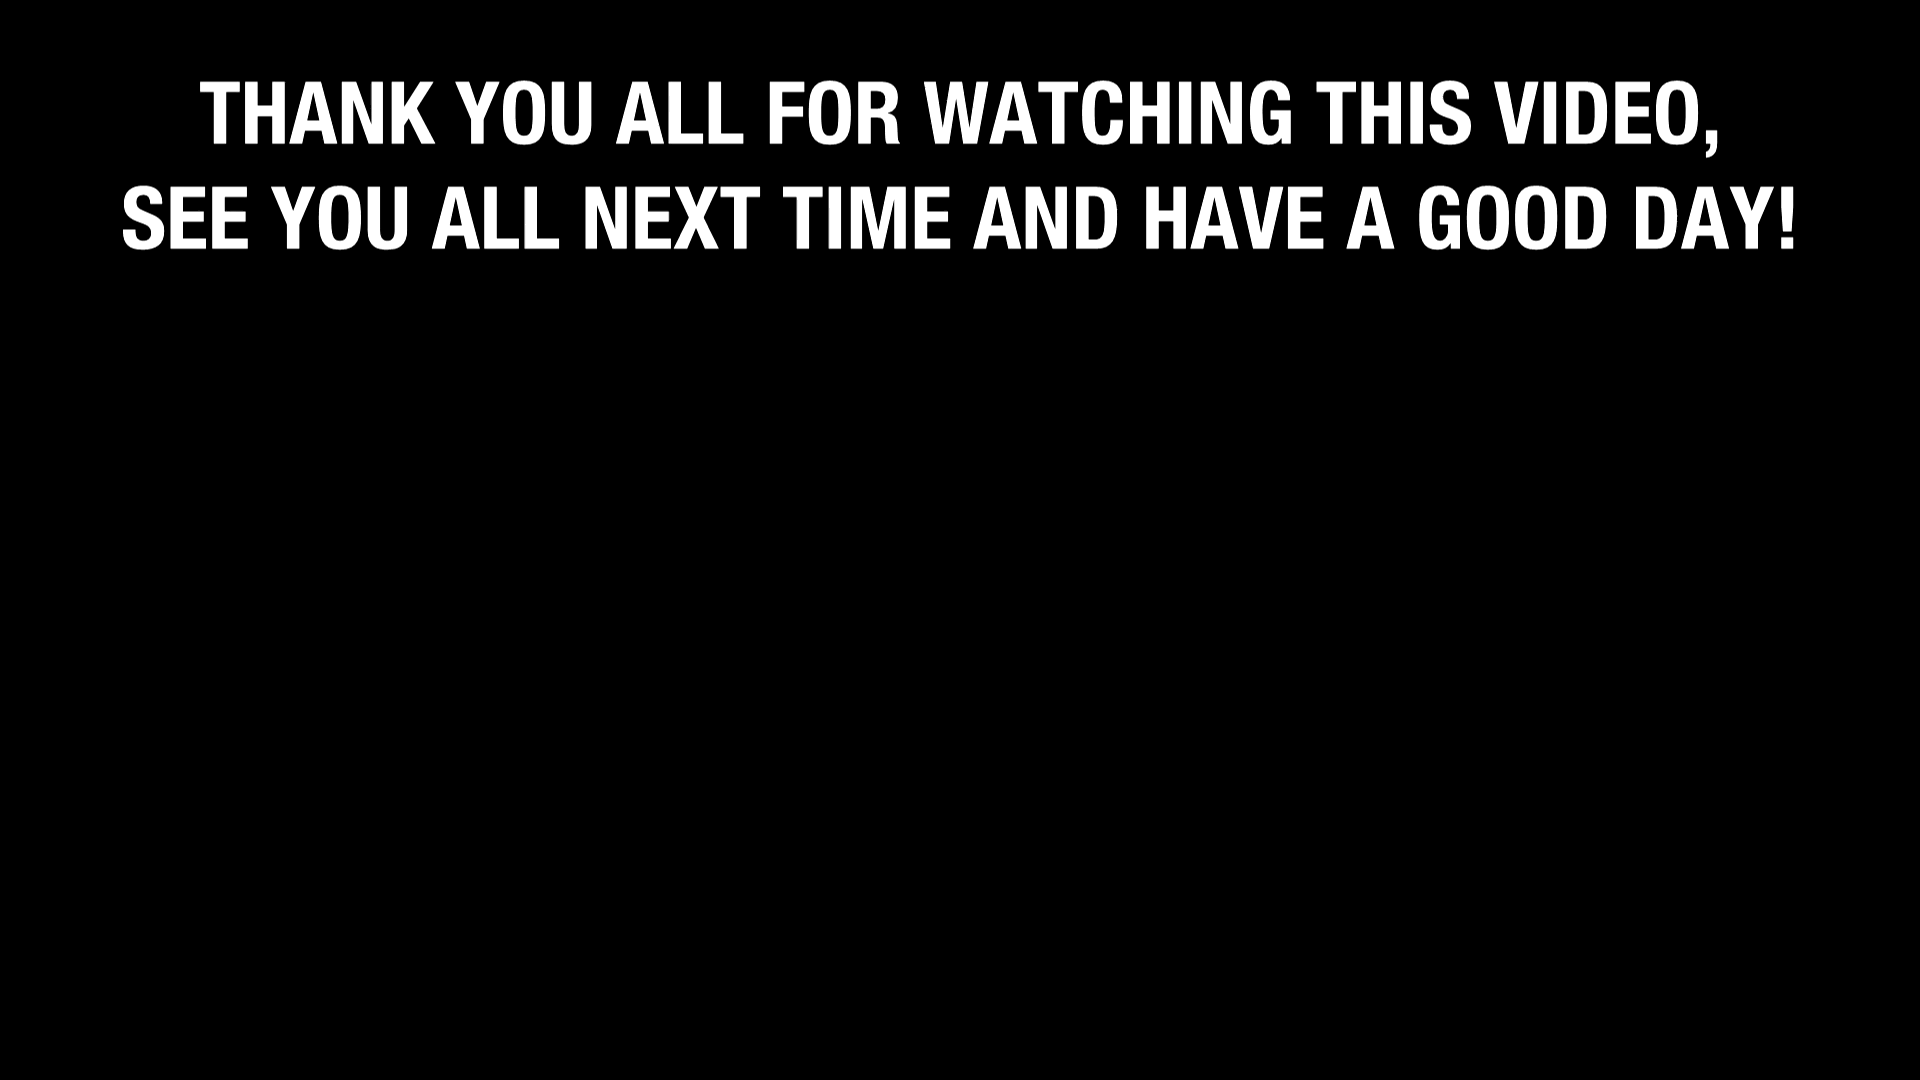 THANK YOU ALL FOR WATCHING THIS VIDEO,
SEE YOU ALL NEXT TIME AND HAVE A GOOD DAY!